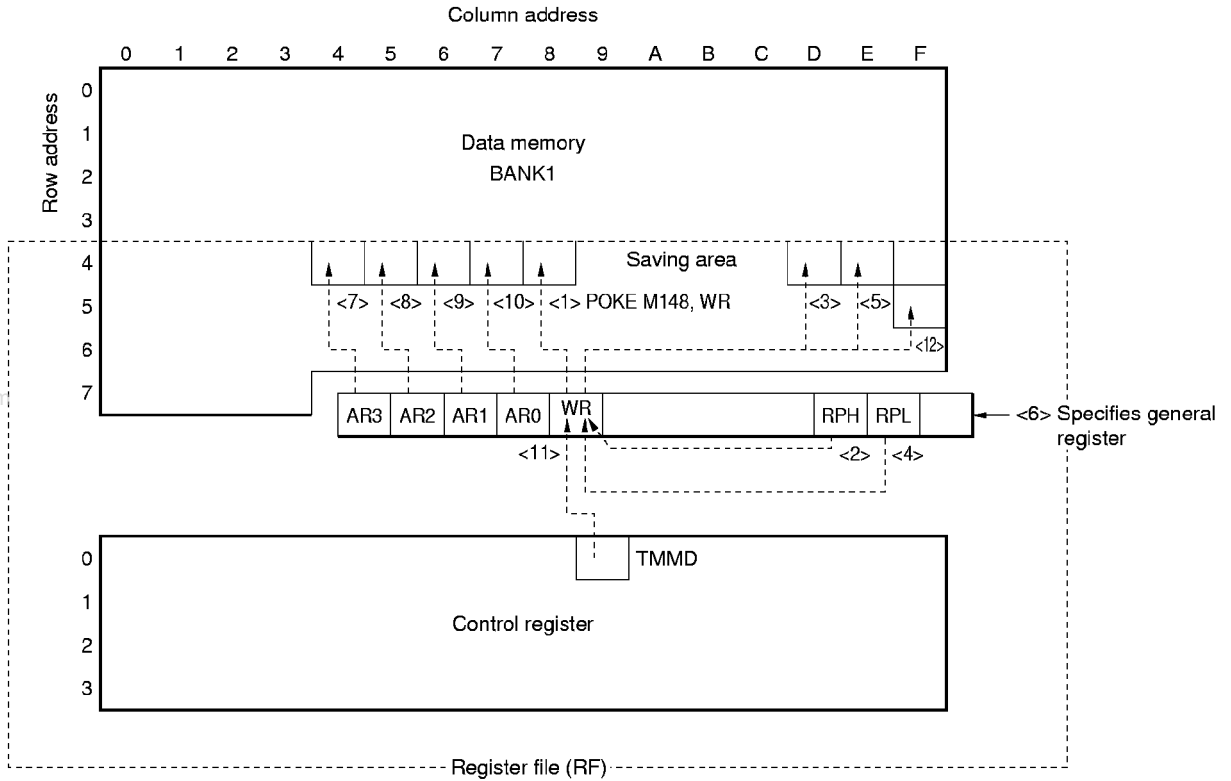 Column address
0 1 2 3 4 5 6 7 8 9 A B C D E F
Row address
0
1
2
3
4
5
6
7
Data memory
BANK1
Saving area
<7> <8> <9> <10> <1> POKE M148, WR <3> <5>
<12>
AR3 AR2 AR1 AR0 WR RPH RPL
<6> Specifies general
register
<11> <2> <4>
0
1
2
3
TMMD
Control register
Register file (RF)